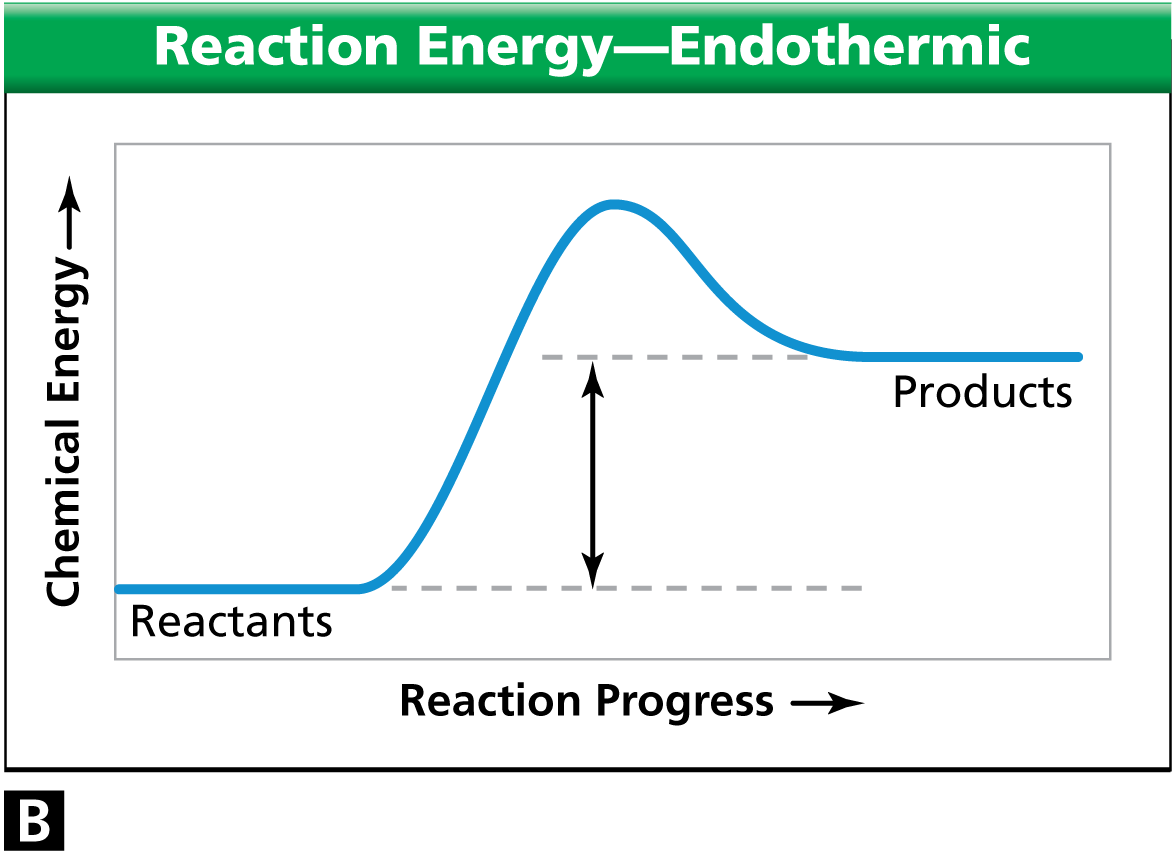 Reaction Energy—Endothermic
Chemical Energy
Products
Reactants
Reaction Progress
B